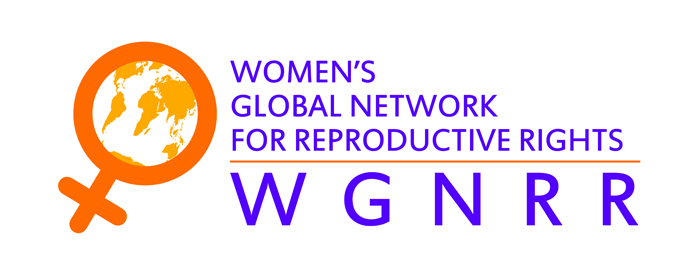 WOMEN'S
GLOBAL NETWORK
FOR REPRODUCTIVE RIGHTS
WGNRR